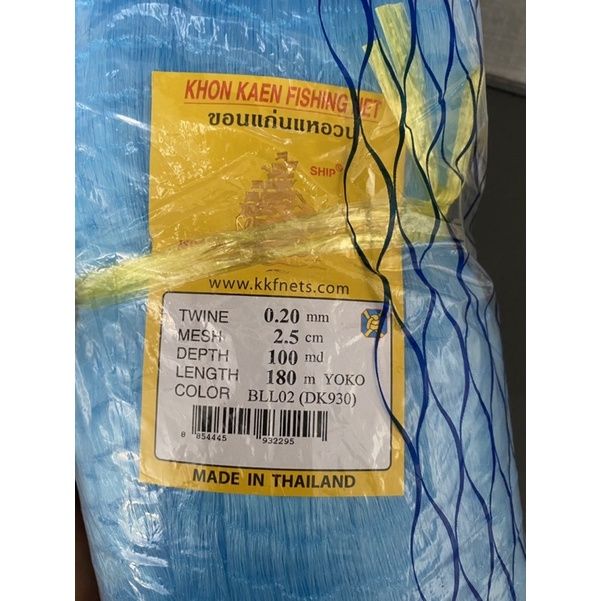 KHON KAEN FISHING NET
ขอนแก่นแหอวน
SHIP®
www.kkfnets.com
TWINE 0.20 mm
MESH 2.5 cm
DEPTH 100 md
LENGTH 180 m YOKO
COLOR BLL02 (DK930)
8 854445 932295
MADE IN THAILAND